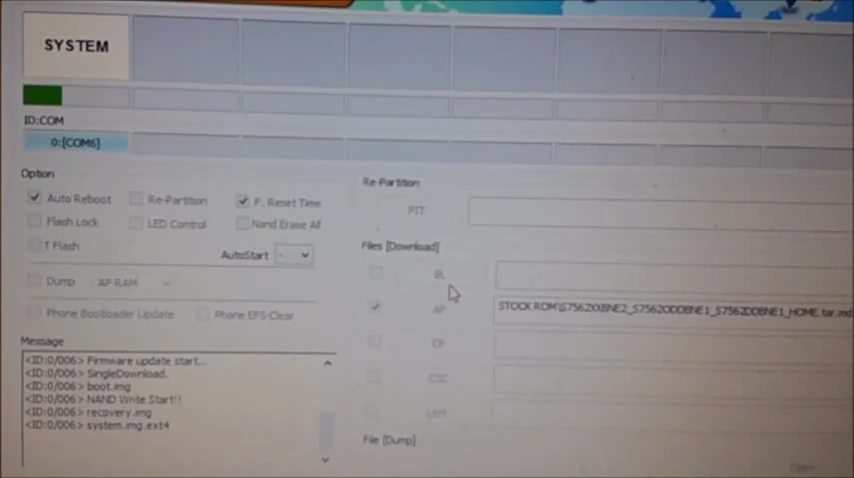 SYSTEM
ID:COM
0:[COM6]
Option
Auto Reboot
Re-Partition
F. Reset Time
Flash Lock
LED Control
Nand Erase All
T Flash
AutoStart
-
Dump
AP RAM
Phone Bootloader Update
Phone EFS Clear
Message
<ID:0/006> Firmware update start..
<ID:0/006> SingleDownload.
<ID:0/006> boot.img
<ID:0/006> NAND Write Start!!
<ID:0/006> recovery.img
<ID:0/006> system.img.ext4
Re-Partition
PIT
Files [Download]
BL
AP
STOCK ROM\S7562XXBNE2_S7562ODDBNE1_S7562DDBNE1_HOME.tar.md
CP
CSC
UMS
File [Dump]